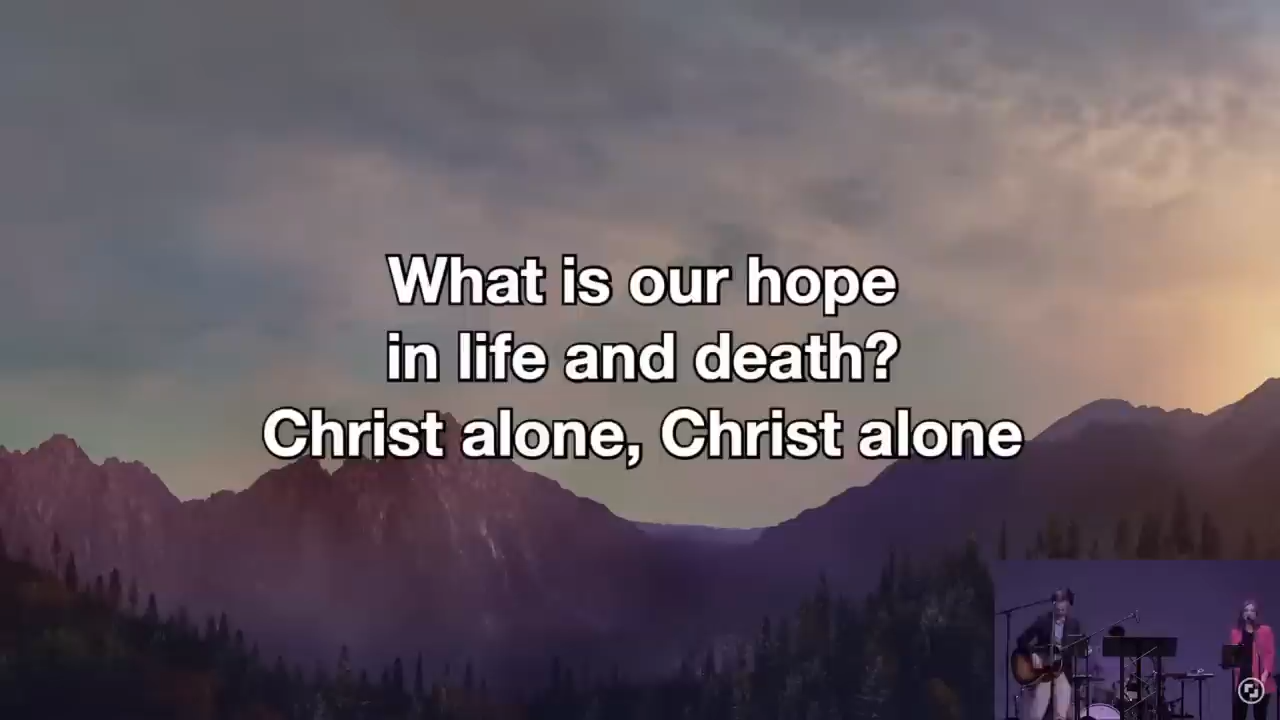 What is our hope
in life and death?
Christ alone, Christ alone